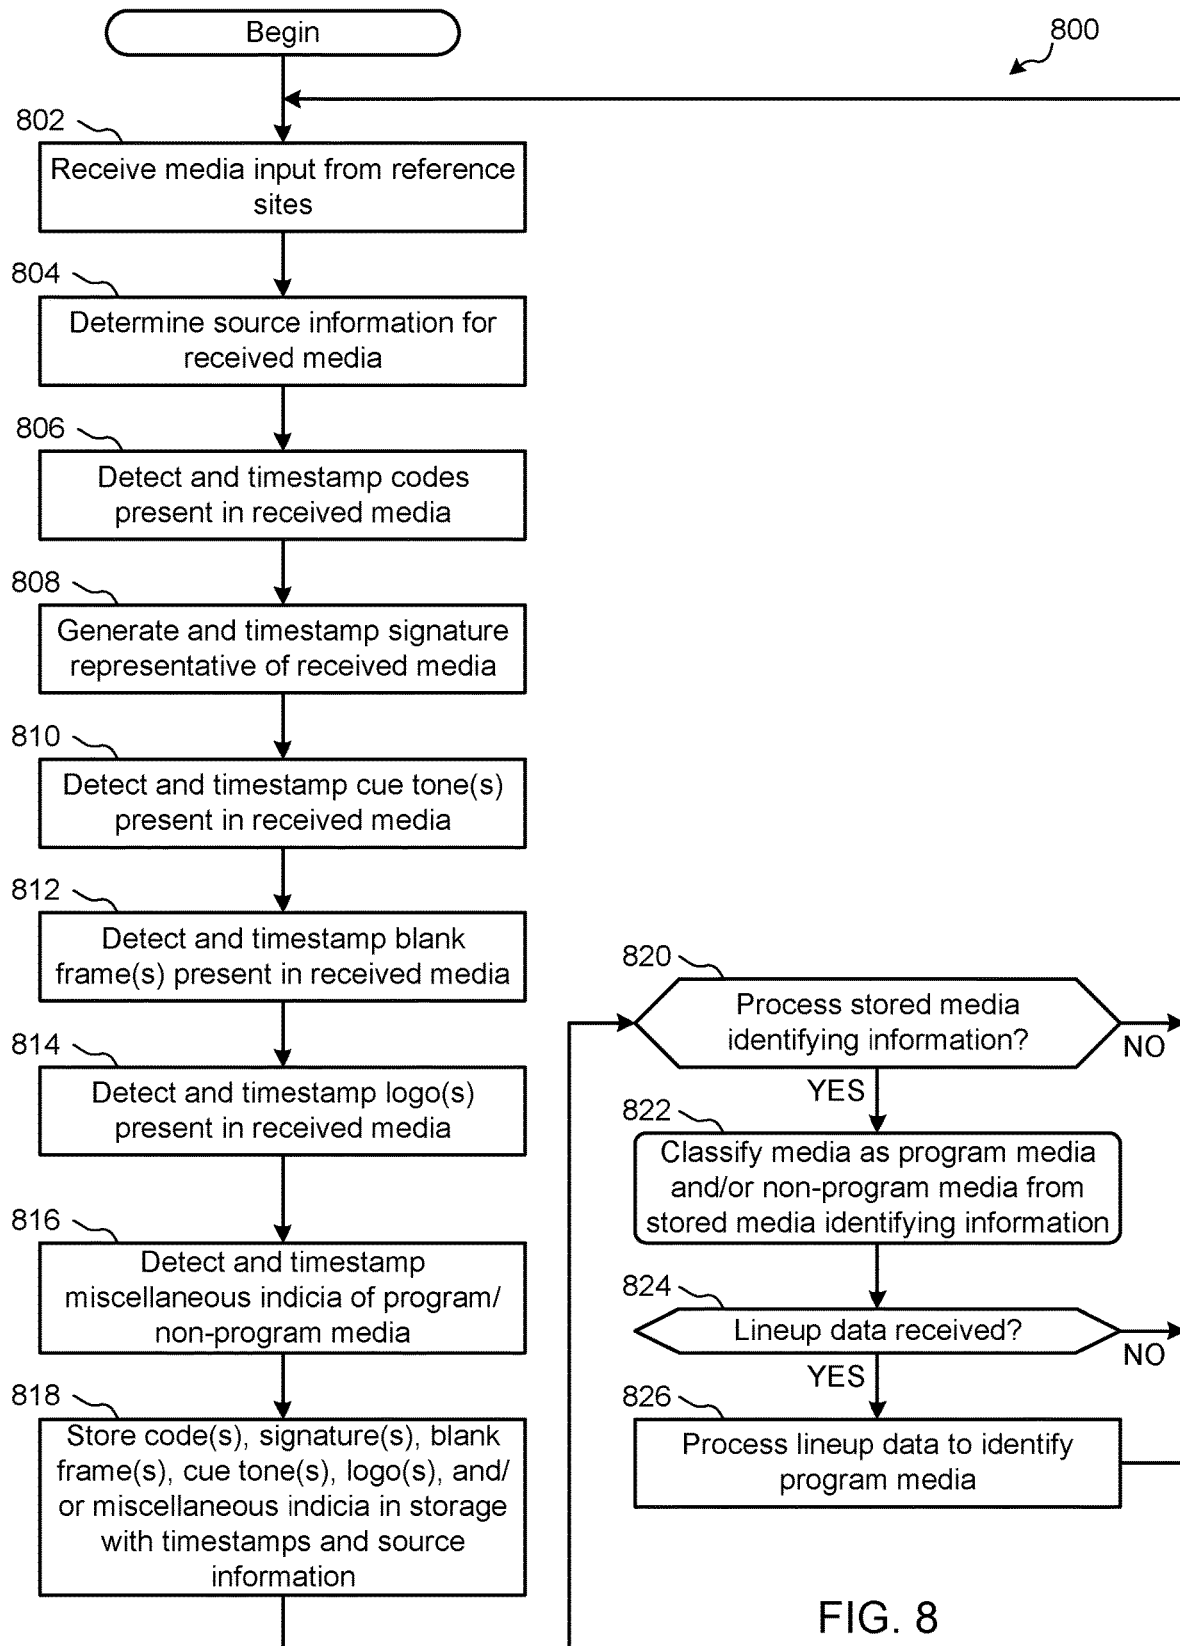 Begin
800
802
Receive media input from reference
sites
804
Determine source information for
received media
806
Detect and timestamp codes
present in received media
808
Generate and timestamp signature
representative of received media
810
Detect and timestamp cue tone(s)
present in received media
812
Detect and timestamp blank
frame(s) present in received media
814
Detect and timestamp logo(s)
present in received media
816
Detect and timestamp
miscellaneous indicia of program/
non-program media
818
Store code(s), signature(s), blank
frame(s), cue tone(s), logo(s), and/
or miscellaneous indicia in storage
with timestamps and source
information
820
Process stored media
identifying information?
NO
YES
822
Classify media as program media
and/or non-program media from
stored media identifying information
824
Lineup data received?
NO
YES
826
Process lineup data to identify
program media
FIG. 8